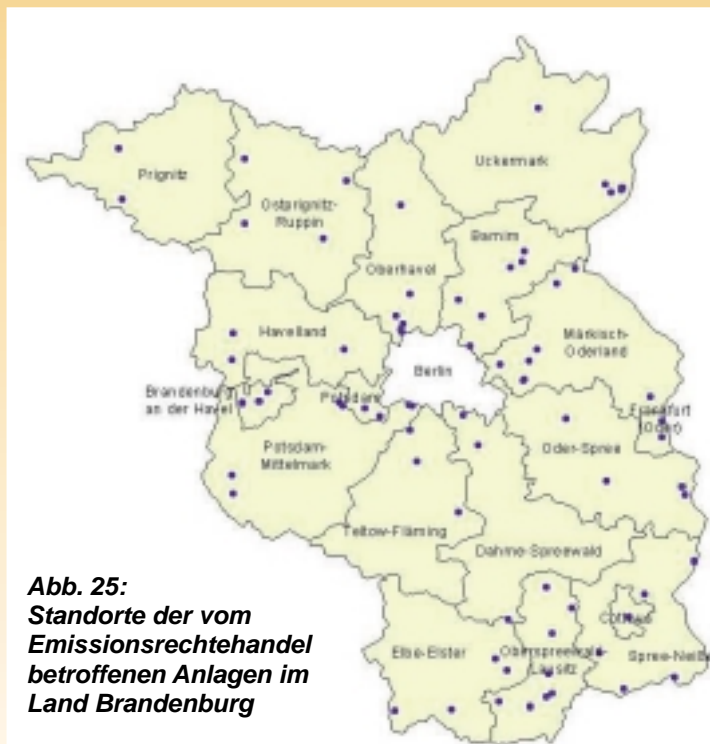 Uckermark
Prignitz
Ostprignitz-
Ruppin
Barnim
Oberhavel
Havelland
Märkisch-
Oderland
Berlin
Brandenburg
an der Havel
Potsdam
Frankfurt
(Oder)
Potsdam-
Mittelmark
Oder-Spree
Teltow-Fläming
Dahme-Spreewald
Cottbus
Elbe-Elster
Oberspreewald-
Lausitz
Spree-Neiße
Abb. 25:
Standorte der vom
Emissionsrechtehandel
betroffenen Anlagen im
Land Brandenburg